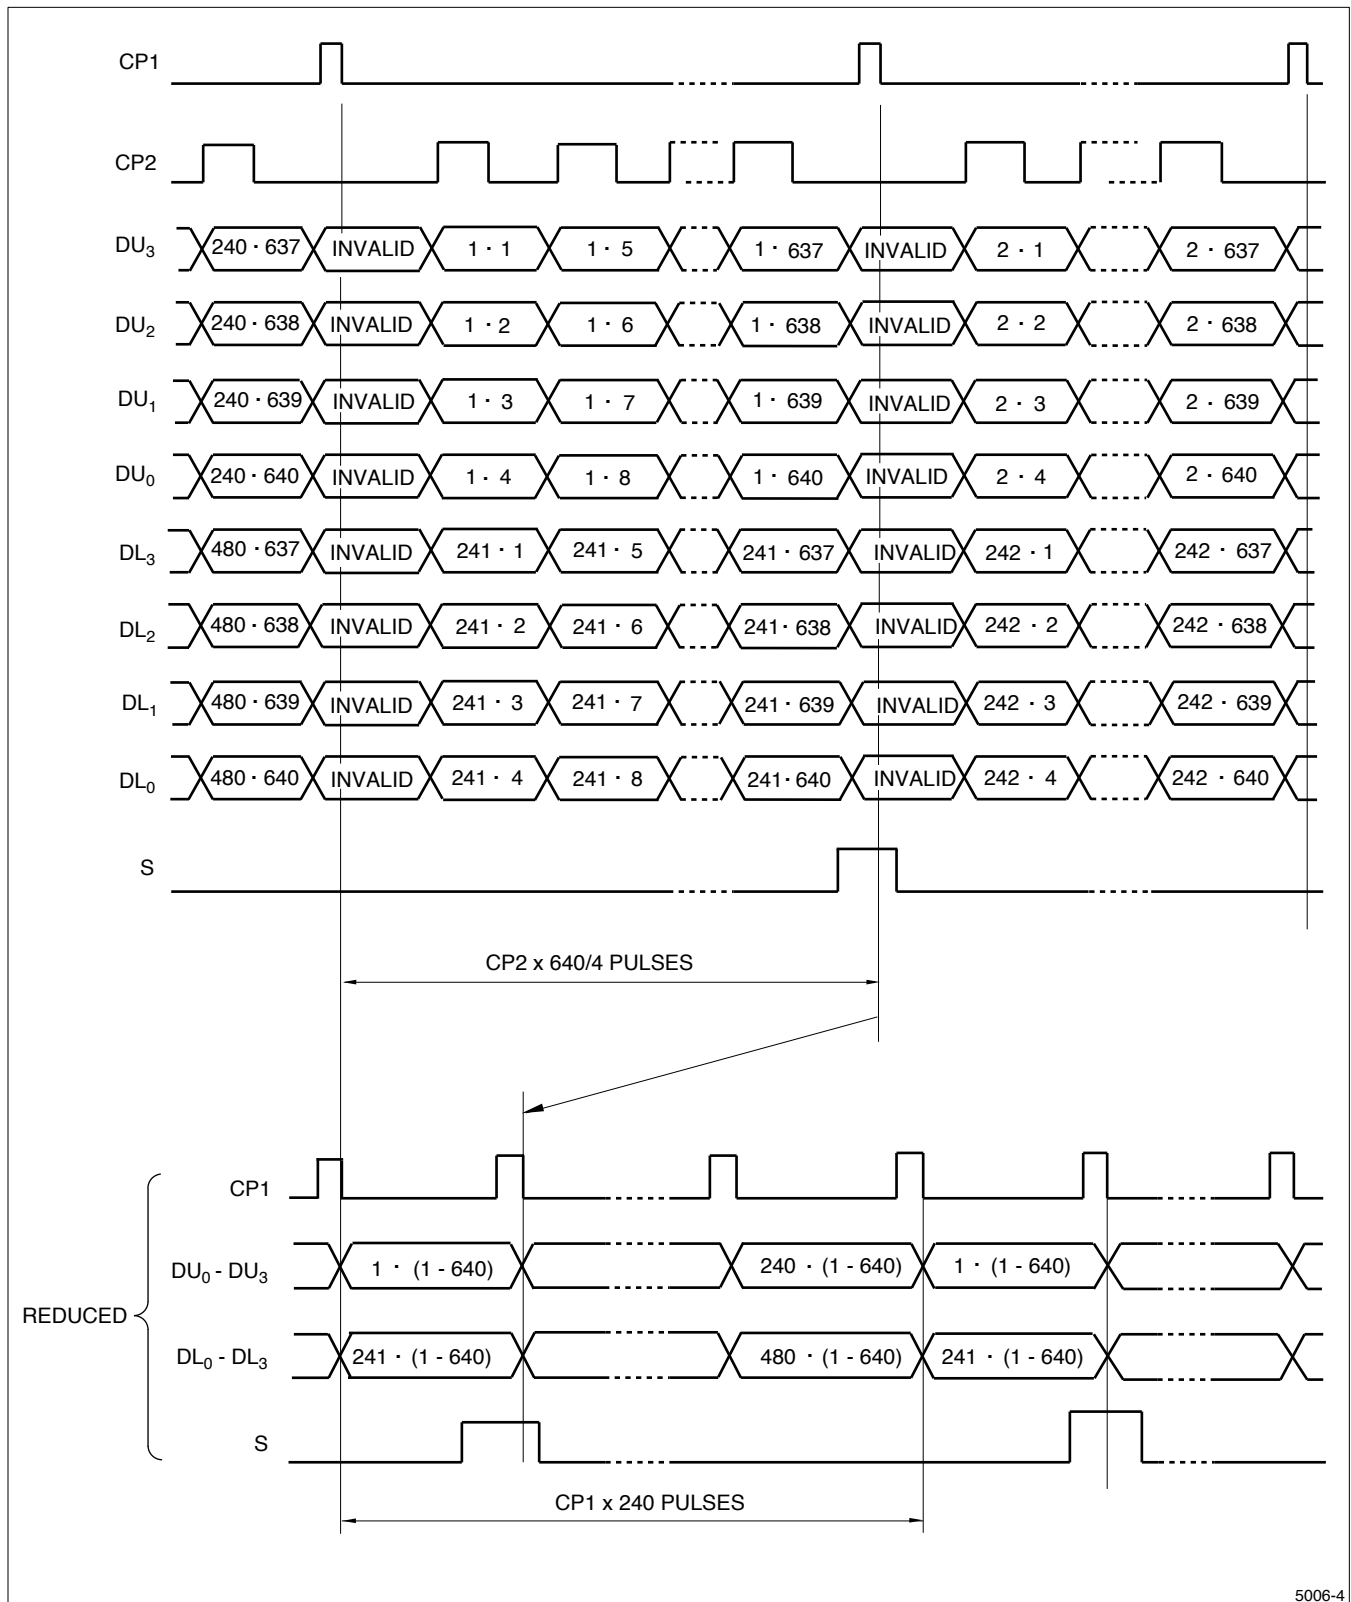 CP1
CP2
DU3 240 · 637 INVALID 1 · 1 1 · 5 1 · 637 INVALID 2 · 1 2 · 637
DU2 240 · 638 INVALID 1 · 2 1 · 6 1 · 638 INVALID 2 · 2 2 · 638
DU1 240 · 639 INVALID 1 · 3 1 · 7 1 · 639 INVALID 2 · 3 2 · 639
DU0 240 · 640 INVALID 1 · 4 1 · 8 1 · 640 INVALID 2 · 4 2 · 640
DL3 480 · 637 INVALID 241 · 1 241 · 5 241 · 637 INVALID 242 · 1 242 · 637
DL2 480 · 638 INVALID 241 · 2 241 · 6 241 · 638 INVALID 242 · 2 242 · 638
DL1 480 · 639 INVALID 241 · 3 241 · 7 241 · 639 INVALID 242 · 3 242 · 639
DL0 480 · 640 INVALID 241 · 4 241 · 8 241 · 640 INVALID 242 · 4 242 · 640
S
CP2 x 640/4 PULSES
CP1
DU0 - DU3 1 · (1 - 640) 240 · (1 - 640) 1 · (1 - 640)
REDUCED
DL0 - DL3 241 · (1 - 640) 480 · (1 - 640) 241 · (1 - 640)
S
CP1 x 240 PULSES
5006-4